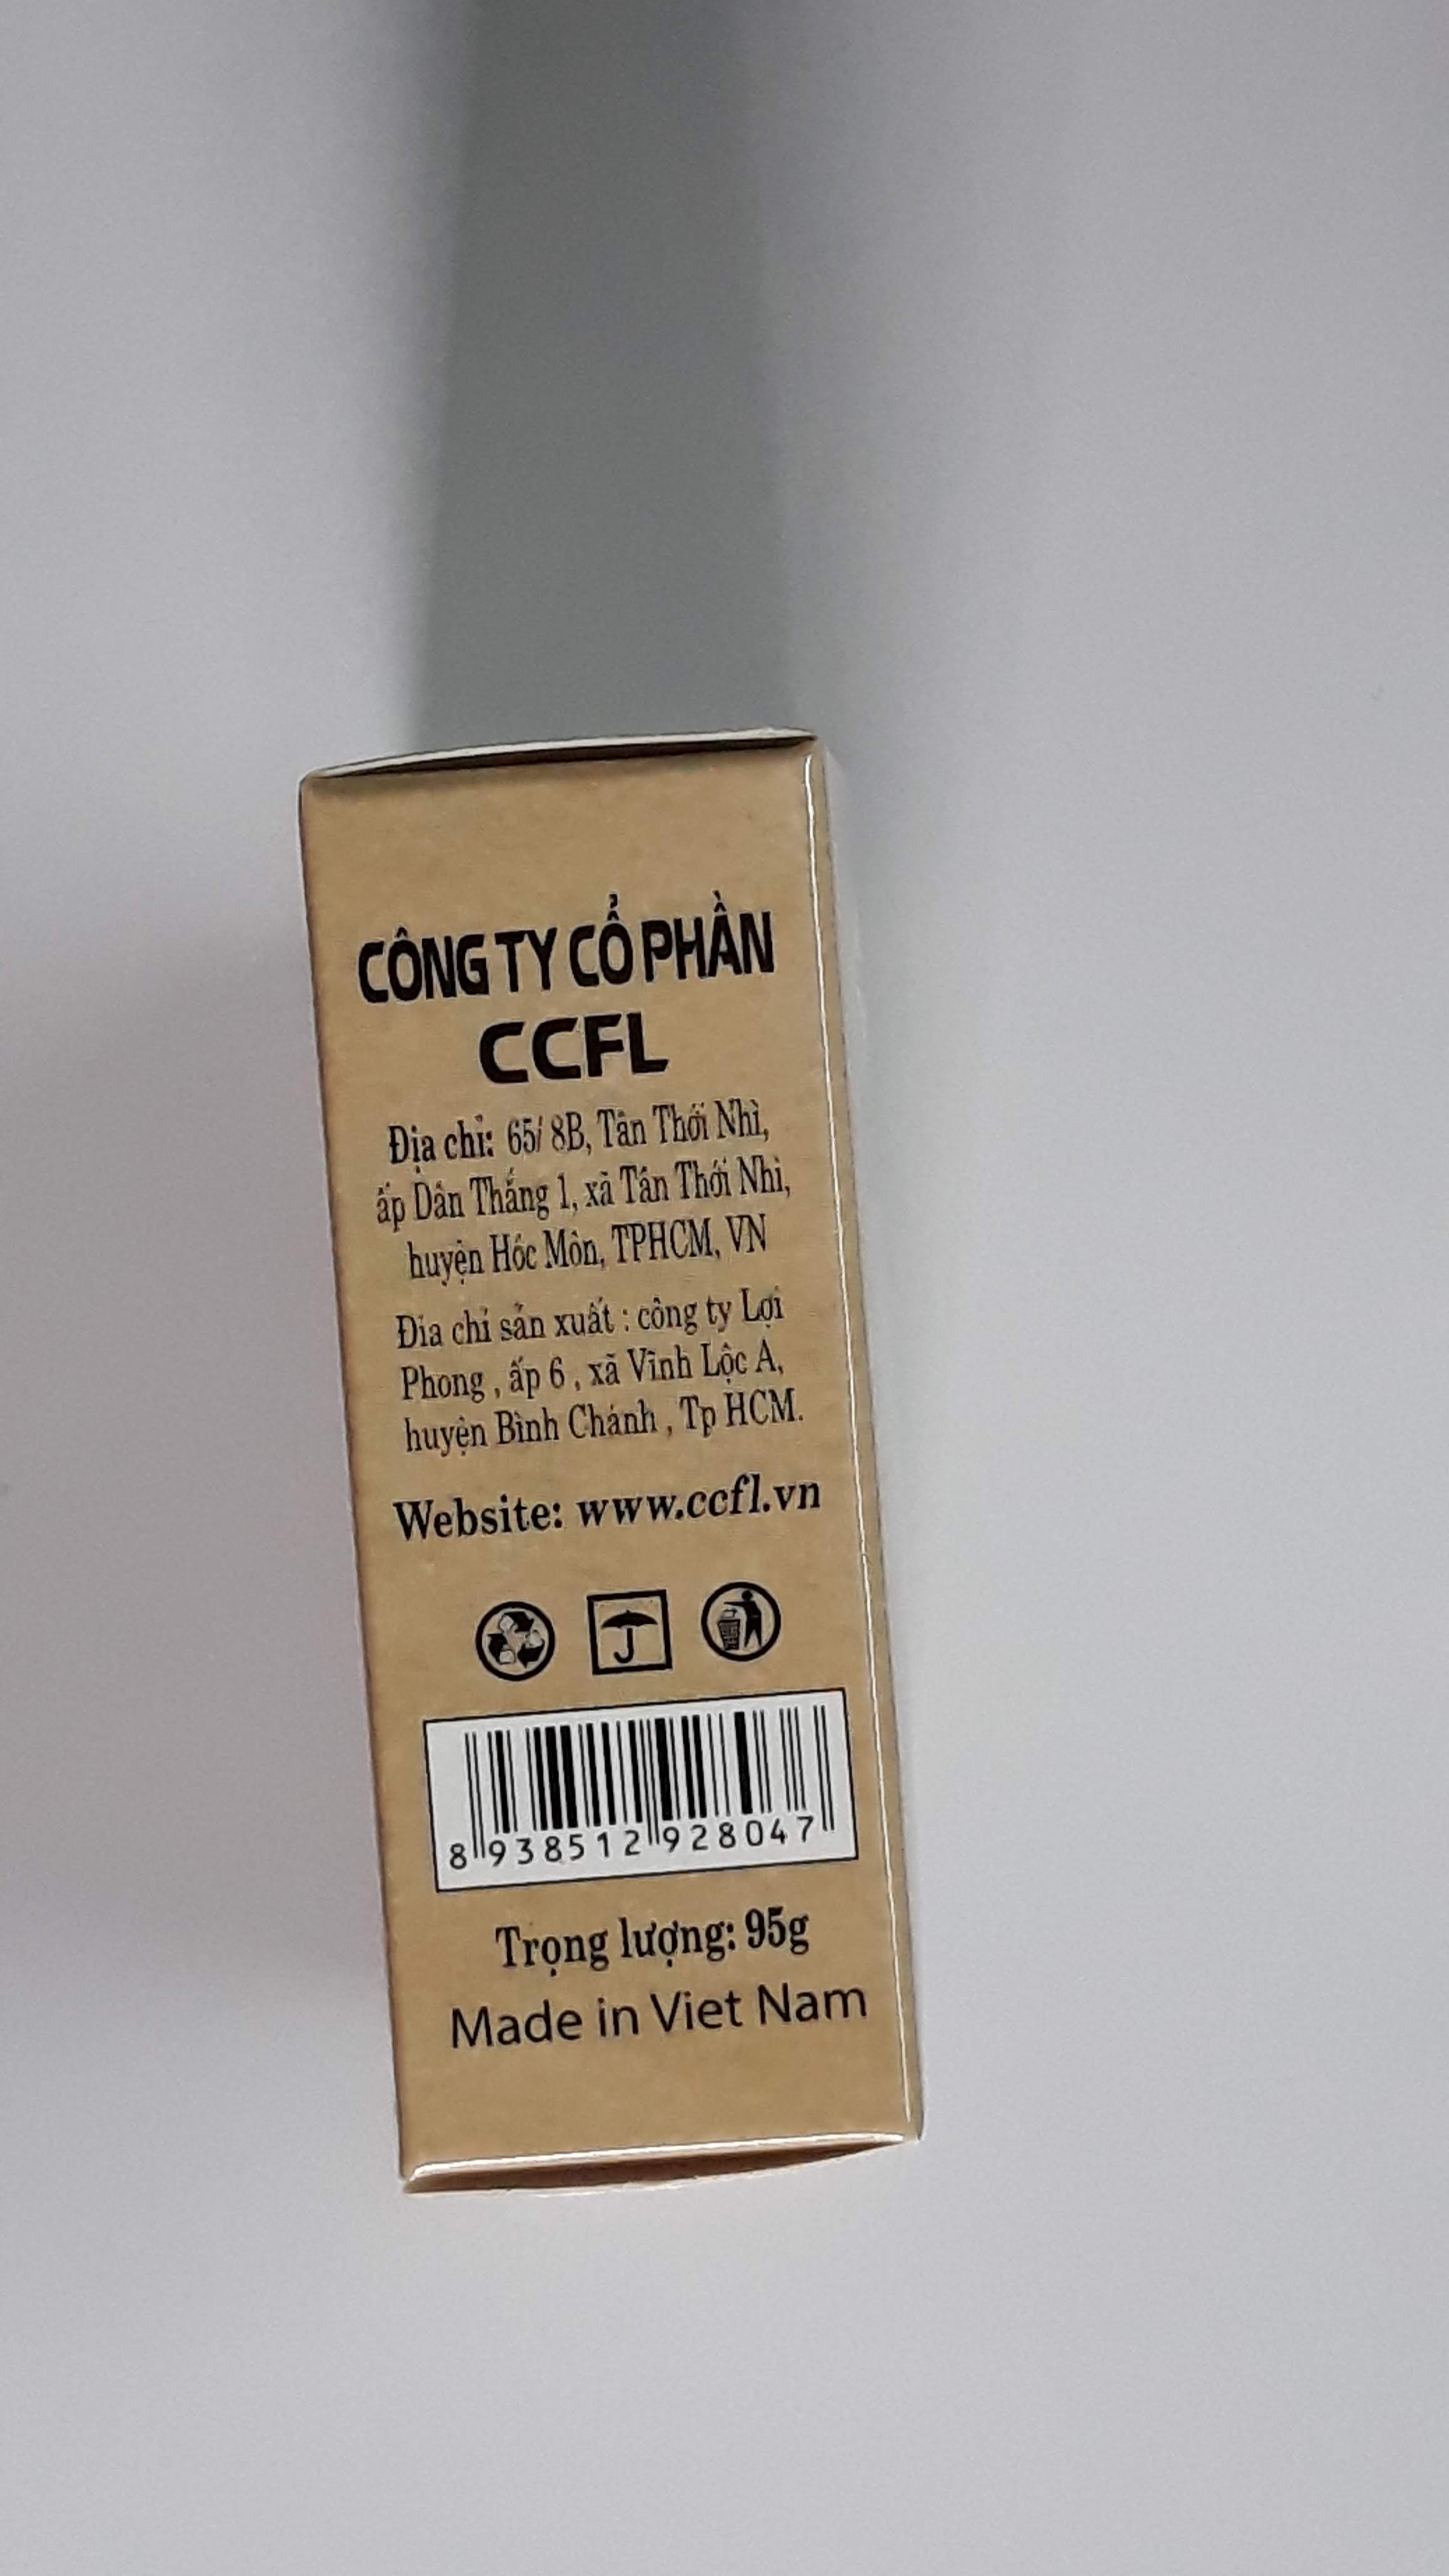 CÔNG TY CỔ PHẦN
CCFL
Địa chỉ: 65/ 8B, Tân Thới Nhì,
ấp Dân Thắng 1, xã Tân Thới Nhì,
huyện Hóc Môn, TPHCM, VN
Đia chỉ sản xuất : công ty Lợi
Phong , ấp 6 , xã Vĩnh Lộc A,
huyện Bình Chánh , Tp HCM.
Website: www.ccfl.vn
8 938512 928047
Trọng lượng: 95g
Made in Viet Nam